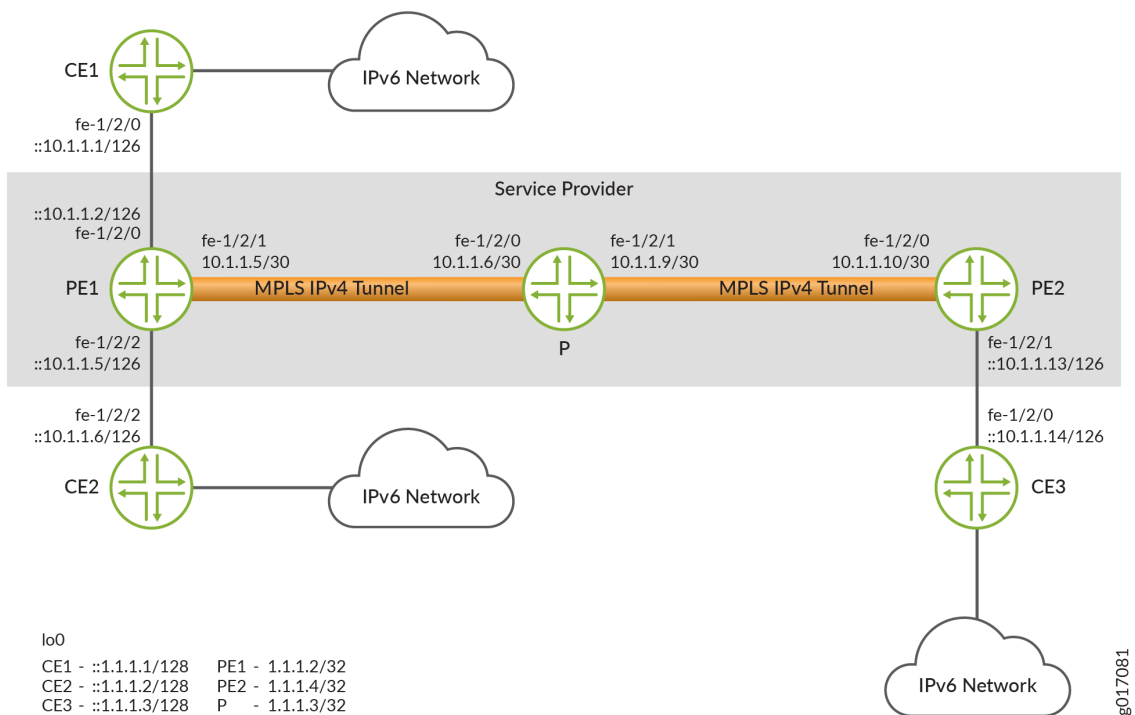 CE1
IPv6 Network
fe-1/2/0
::10.1.1.1/126
Service Provider
::10.1.1.2/126
fe-1/2/0
fe-1/2/1
10.1.1.5/30
fe-1/2/0
10.1.1.6/30
fe-1/2/1
10.1.1.9/30
fe-1/2/0
10.1.1.10/30
PE1
MPLS IPv4 Tunnel
MPLS IPv4 Tunnel
PE2
P
fe-1/2/2
::10.1.1.5/126
fe-1/2/1
::10.1.1.13/126
fe-1/2/2
::10.1.1.6/126
fe-1/2/0
::10.1.1.14/126
CE2
IPv6 Network
CE3
lo0
CE1 - ::1.1.1.1/128 PE1 - 1.1.1.2/32
CE2 - ::1.1.1.2/128 PE2 - 1.1.1.4/32
CE3 - ::1.1.1.3/128 P - 1.1.1.3/32
IPv6 Network
g017081